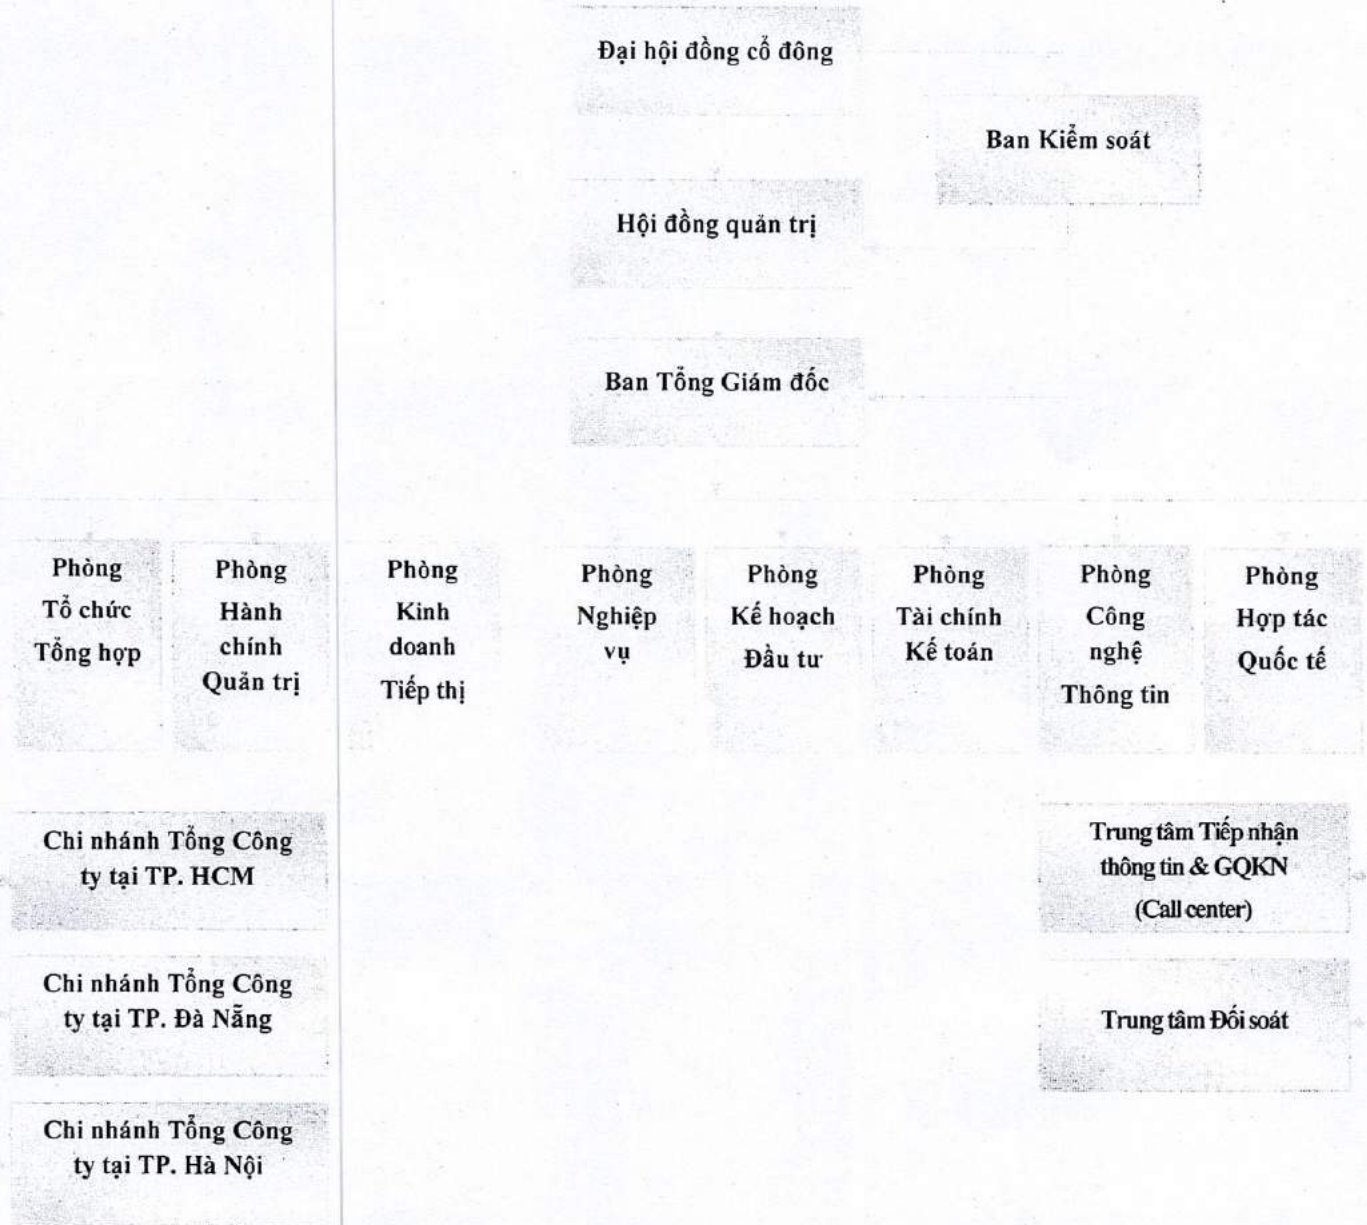 Đại hội đồng cổ đông
Ban Kiểm soát
Hội đồng quản trị
Ban Tổng Giám đốc
Phòng
Tổ chức
Tổng hợp
Phòng
Hành
chính
Quản trị
Phòng
Kinh
doanh
Tiếp thị
Phòng
Nghiệp
vụ
Phòng
Kế hoạch
Đầu tư
Phòng
Tài chính
Kế toán
Phòng
Công
nghệ
Thông tin
Phòng
Hợp tác
Quốc tế
Chi nhánh Tổng Công
ty tại TP. HCM
Chi nhánh Tổng Công
ty tại TP. Đà Nẵng
Chi nhánh Tổng Công
ty tại TP. Hà Nội
Trung tâm Tiếp nhận
thông tin & GQKN
(Call center)
Trung tâm Đối soát